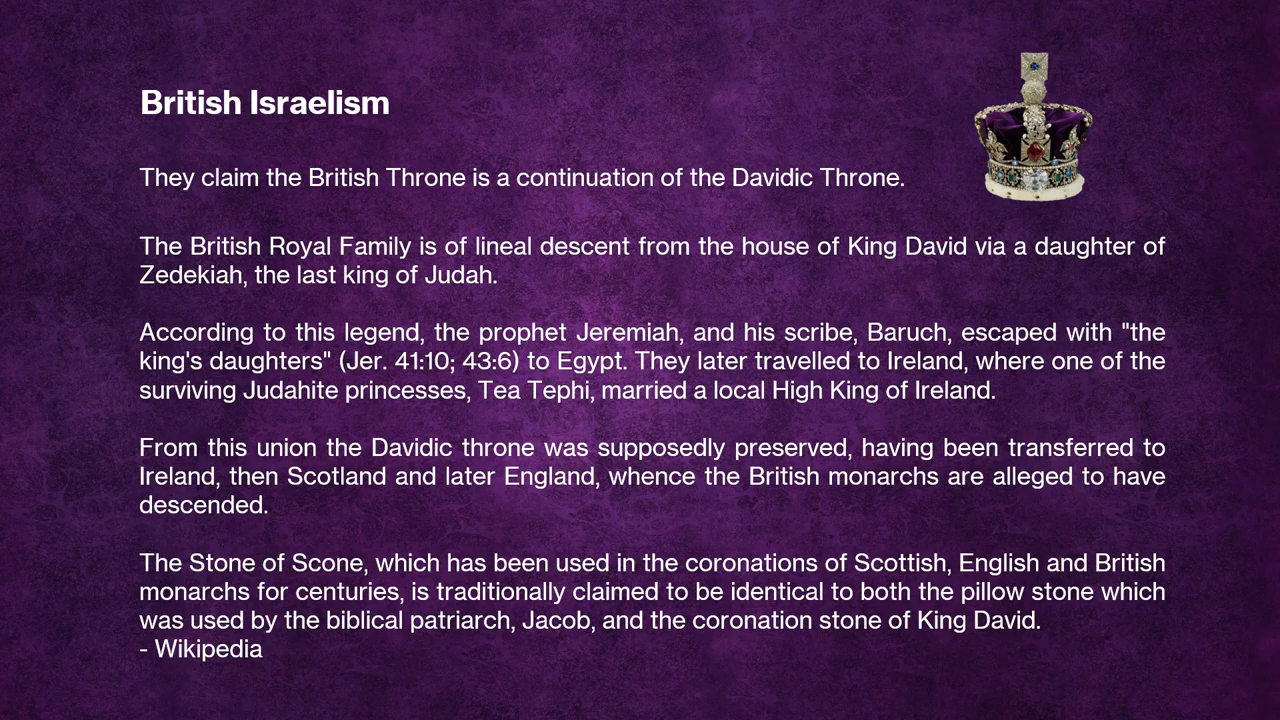 British Israelism
They claim the British Throne is a continuation of the Davidic Throne.
The British Royal Family is of lineal descent from the house of King David via a daughter of
Zedekiah, the last king of Judah.
According to this legend, the prophet Jeremiah, and his scribe, Baruch, escaped with "the
king's daughters" (Jer. 41:10; 43:6) to Egypt. They later travelled to Ireland, where one of the
surviving Judahite princesses, Tea Tephi, married a local High King of Ireland.
From this union the Davidic throne was supposedly preserved, having been transferred to
Ireland, then Scotland and later England, whence the British monarchs are alleged to have
descended.
The Stone of Scone, which has been used in the coronations of Scottish, English and British
monarchs for centuries, is traditionally claimed to be identical to both the pillow stone which
was used by the biblical patriarch, Jacob, and the coronation stone of King David.
- Wikipedia